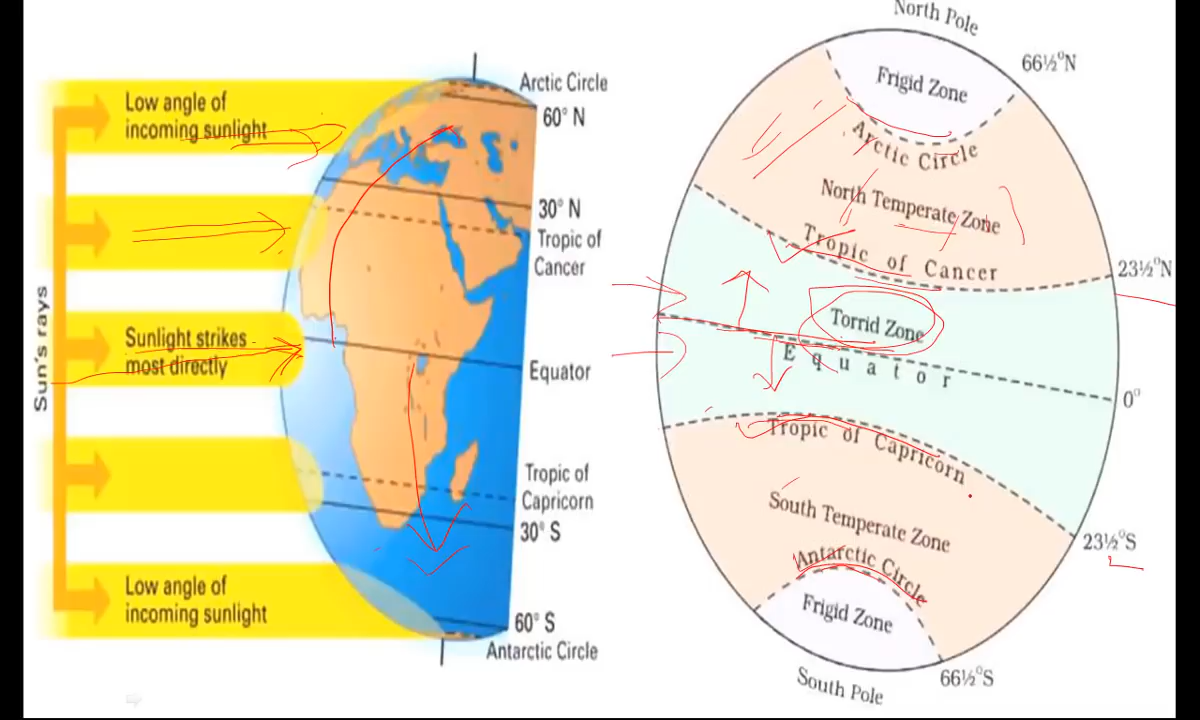 Sun's rays
Low angle of
incoming sunlight
Sunlight strikes
most directly
Low angle of
incoming sunlight
Arctic Circle
60° N
30° N
Tropic of
Cancer
Equator
Tropic of
Capricorn
30° S
60° S
Antarctic Circle
North Pole
66½°N
Frigid Zone
Arctic Circle
North Temperate Zone
Tropic of Cancer
23½°N
Torrid Zone
Equator
0°
Tropic of Capricorn
South Temperate Zone
23½°S
Antarctic Circle
Frigid Zone
66½°S
South Pole